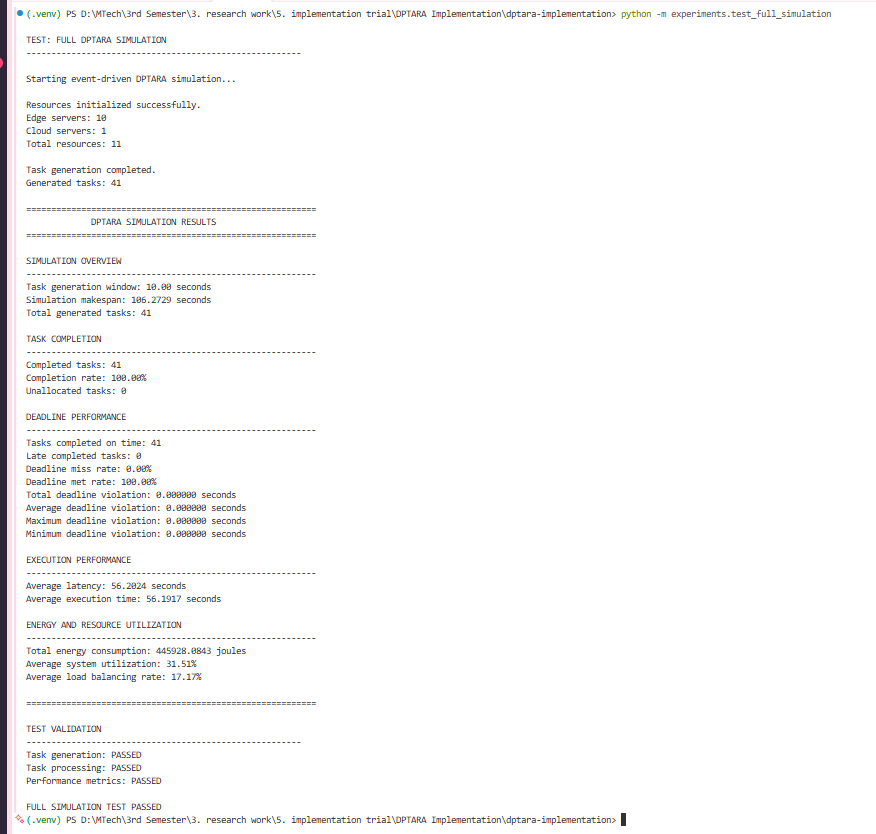 (.venv) PS D:\MTech\3rd Semester\3. research work\5. implementation trial\DPTARA Implementation\dptara-implementation> python -m experiments.test_full_simulation
TEST: FULL DPTARA SIMULATION
-------------------------------------------------------
Starting event-driven DPTARA simulation...
Resources initialized successfully.
Edge servers: 10
Cloud servers: 1
Total resources: 11
Task generation completed.
Generated tasks: 41
==========================================================
DPTARA SIMULATION RESULTS
==========================================================
SIMULATION OVERVIEW
----------------------------------------------------------
Task generation window: 10.00 seconds
Simulation makespan: 106.2729 seconds
Total generated tasks: 41
TASK COMPLETION
----------------------------------------------------------
Completed tasks: 41
Completion rate: 100.00%
Unallocated tasks: 0
DEADLINE PERFORMANCE
----------------------------------------------------------
Tasks completed on time: 41
Late completed tasks: 0
Deadline miss rate: 0.00%
Deadline met rate: 100.00%
Total deadline violation: 0.000000 seconds
Average deadline violation: 0.000000 seconds
Maximum deadline violation: 0.000000 seconds
Minimum deadline violation: 0.000000 seconds
EXECUTION PERFORMANCE
----------------------------------------------------------
Average latency: 56.2024 seconds
Average execution time: 56.1917 seconds
ENERGY AND RESOURCE UTILIZATION
----------------------------------------------------------
Total energy consumption: 445928.0843 joules
Average system utilization: 31.51%
Average load balancing rate: 17.17%
==========================================================
TEST VALIDATION
-------------------------------------------------------
Task generation: PASSED
Task processing: PASSED
Performance metrics: PASSED
FULL SIMULATION TEST PASSED
(.venv) PS D:\MTech\3rd Semester\3. research work\5. implementation trial\DPTARA Implementation\dptara-implementation>